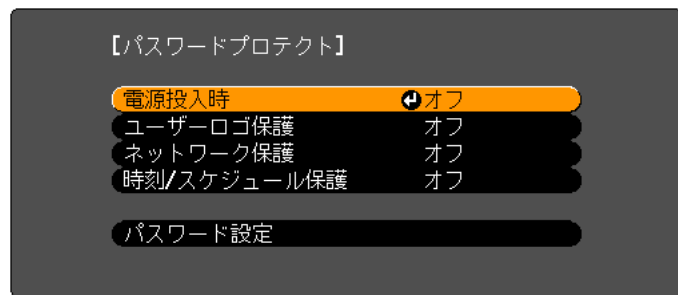 【パスワードプロテクト】
電源投入時 オフ
ユーザーロゴ保護 オフ
ネットワーク保護 オフ
時刻/スケジュール保護 オフ
パスワード設定